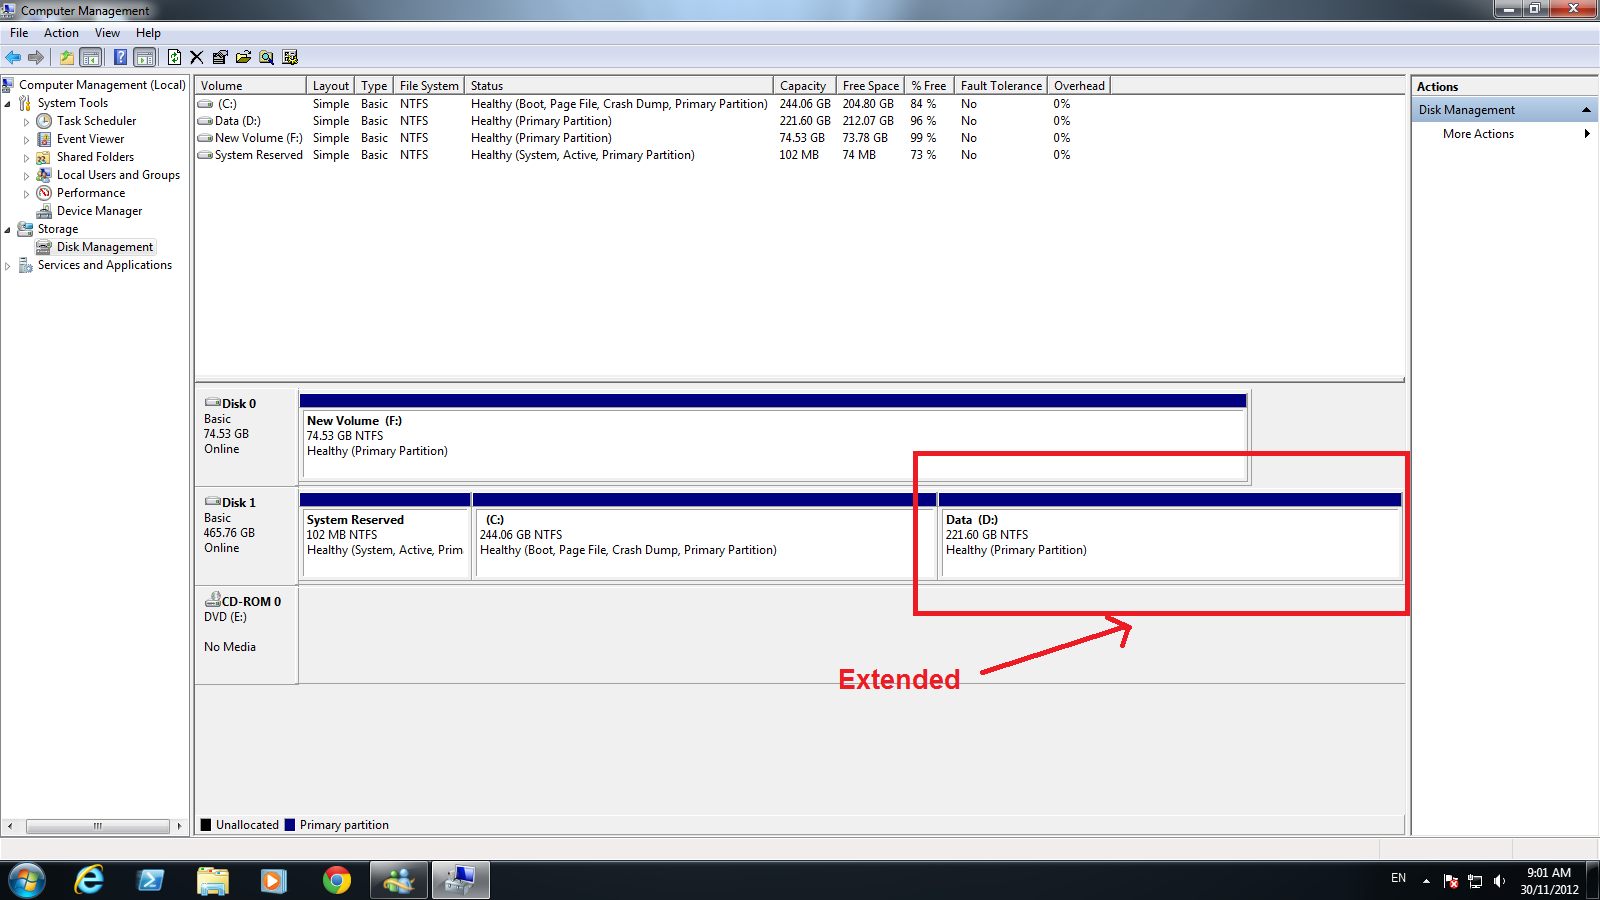 Computer Management
File Action View Help
Computer Management (Local)
System Tools
Task Scheduler
Event Viewer
Shared Folders
Local Users and Groups
Performance
Device Manager
Storage
Disk Management
Services and Applications
Volume Layout Type File System Status Capacity Free Space % Free Fault Tolerance Overhead
(C:) Simple Basic NTFS Healthy (Boot, Page File, Crash Dump, Primary Partition) 244.06 GB 204.80 GB 84 % No 0%
Data (D:) Simple Basic NTFS Healthy (Primary Partition) 221.60 GB 212.07 GB 96 % No 0%
New Volume (F:) Simple Basic NTFS Healthy (Primary Partition) 74.53 GB 73.78 GB 99 % No 0%
System Reserved Simple Basic NTFS Healthy (System, Active, Primary Partition) 102 MB 74 MB 73 % No 0%
Disk 0
Basic
74.53 GB
Online
New Volume (F:)
74.53 GB NTFS
Healthy (Primary Partition)
Disk 1
Basic
465.76 GB
Online
System Reserved
102 MB NTFS
Healthy (System, Active, Prim
(C:)
244.06 GB NTFS
Healthy (Boot, Page File, Crash Dump, Primary Partition)
Data (D:)
221.60 GB NTFS
Healthy (Primary Partition)
CD-ROM 0
DVD (E:)
No Media
Extended
Unallocated Primary partition
Actions
Disk Management
More Actions
EN
9:01 AM
30/11/2012